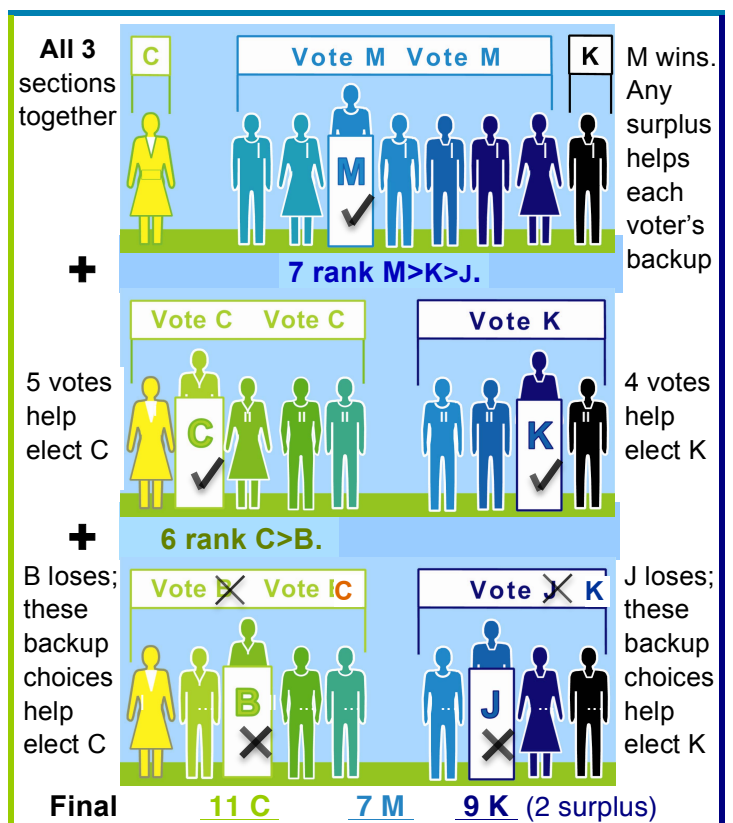 All 3
sections
together
C
Vote M Vote M
K
M
M wins.
Any
surplus
helps
each
voter's
backup
+
7 rank M>K>J.
Vote C Vote C
Vote K
5 votes
help
elect C
C
K
4 votes
help
elect K
+
6 rank C>B.
B loses;
these
backup
choices
help
elect C
Vote B Vote B C
Vote J K
B
J
J loses;
these
backup
choices
help
elect K
Final 11 C 7 M 9 K (2 surplus)